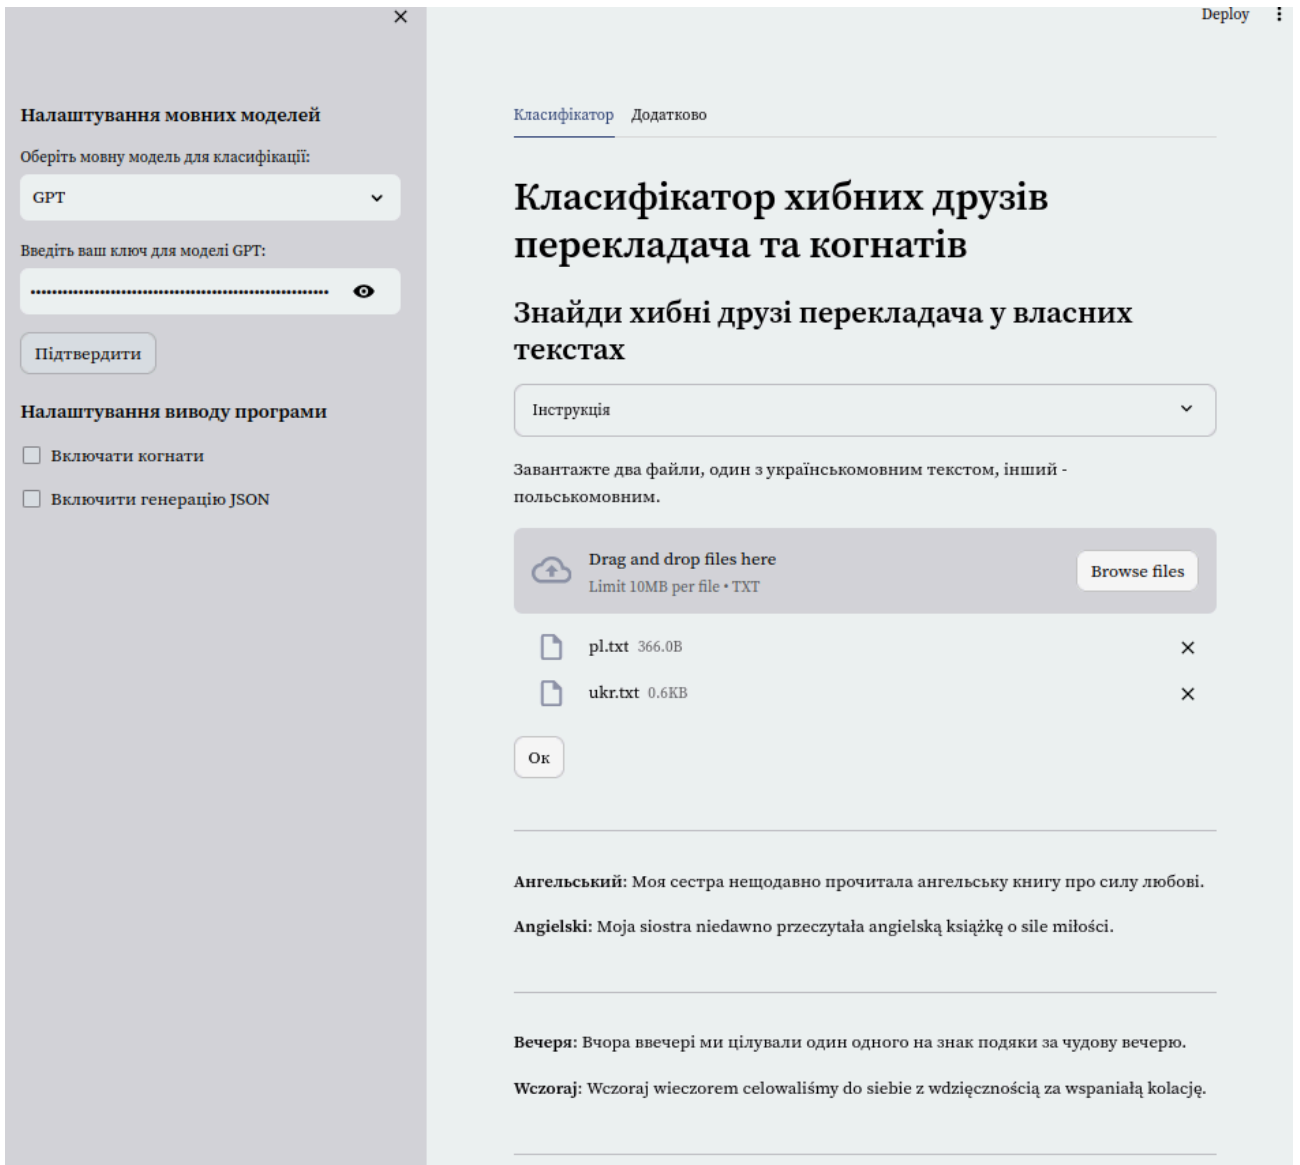 Deploy
Налаштування мовних моделей
Оберіть мовну модель для класифікації:
GPT
Введіть ваш ключ для моделі GPT:
Підтвердити
Налаштування виводу програми
Включати когнати
Включити генерацію JSON
Класифікатор Додатково
Класифікатор хибних друзів
перекладача та когнатів
Знайди хибні друзі перекладача у власних
текстах
Інструкція
Завантажте два файли, один з українськомовним текстом, інший -
польськомовним.
Drag and drop files here
Limit 10MB per file • TXT
Browse files
pl.txt 366.0B
ukr.txt 0.6KB
Ок
Ангельський: Моя сестра нещодавно прочитала ангельську книгу про силу любові.
Angielski: Moja siostra niedawno przeczytała angielską książkę o sile miłości.
Вечеря: Вчора ввечері ми цілували один одного на знак подяки за чудову вечерю.
Wczoraj: Wczoraj wieczorem celowaliśmy do siebie z wdzięcznością za wspaniałą kolację.